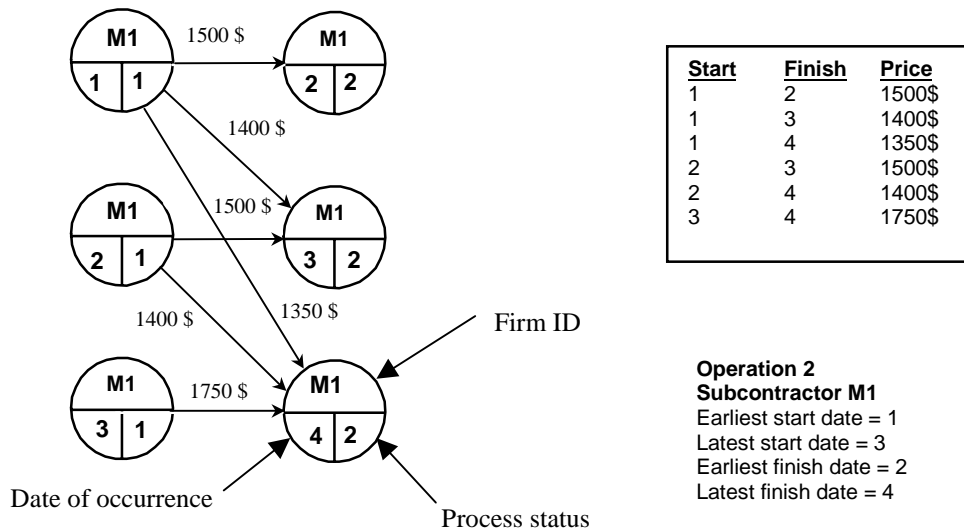 M1
1 1
1500 $
M1
2 2
1400 $
M1
2 1
1500 $
M1
3 2
1350 $
1400 $
M1
3 1
1750 $
M1
4 2
Firm ID
Date of occurrence
Process status
Start Finish Price
1 2 1500$
1 3 1400$
1 4 1350$
2 3 1500$
2 4 1400$
3 4 1750$
Operation 2
Subcontractor M1
Earliest start date = 1
Latest start date = 3
Earliest finish date = 2
Latest finish date = 4